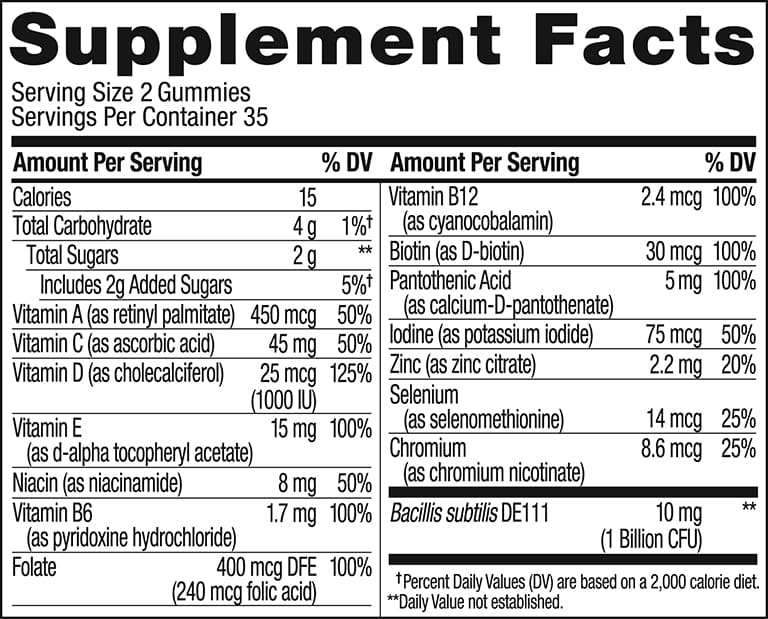 Supplement Facts
Serving Size 2 Gummies
Servings Per Container 35
Amount Per Serving % DV
Calories 15
Total Carbohydrate 4 g 1%†
Total Sugars 2 g **
Includes 2g Added Sugars 5%†
Vitamin A (as retinyl palmitate) 450 mcg 50%
Vitamin C (as ascorbic acid) 45 mg 50%
Vitamin D (as cholecalciferol) 25 mcg 125%
(1000 IU)
Vitamin E 15 mg 100%
(as d-alpha tocopheryl acetate)
Niacin (as niacinamide) 8 mg 50%
Vitamin B6 1.7 mg 100%
(as pyridoxine hydrochloride)
Folate 400 mcg DFE 100%
(240 mcg folic acid)
Amount Per Serving % DV
Vitamin B12 2.4 mcg 100%
(as cyanocobalamin)
Biotin (as D-biotin) 30 mcg 100%
Pantothenic Acid 5 mg 100%
(as calcium-D-pantothenate)
Iodine (as potassium iodide) 75 mcg 50%
Zinc (as zinc citrate) 2.2 mg 20%
Selenium
(as selenomethionine) 14 mcg 25%
Chromium 8.6 mcg 25%
(as chromium nicotinate)
Bacillis subtilis DE111 10 mg **
(1 Billion CFU)
†Percent Daily Values (DV) are based on a 2,000 calorie diet.
**Daily Value not established.